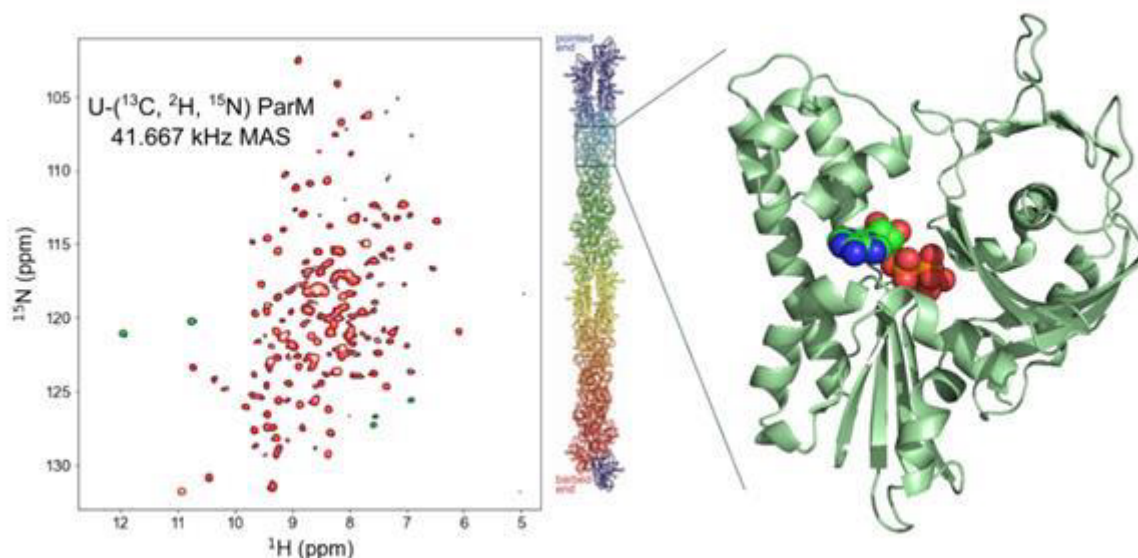 105
110
115
120
125
130
¹⁵N (ppm)
U-(¹³C, ²H, ¹⁵N) ParM
41.667 kHz MAS
12
11
10
9
8
7
6
5
¹H (ppm)
pointed
end
barbed
end